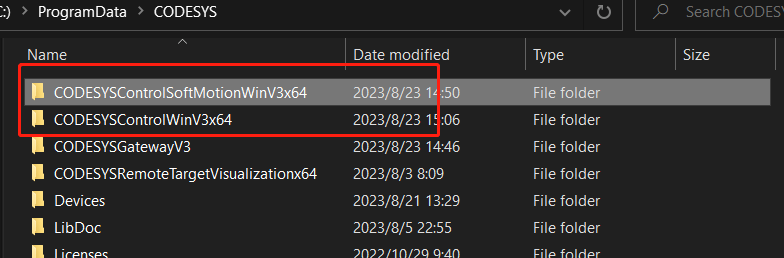 :) ProgramData CODESYS Search CODESY
Name Date modified Type Size
CODESYSControlSoftMotionWinV3x64 2023/8/23 14:50 File folder
CODESYSControlWinV3x64 2023/8/23 15:06 File folder
CODESYSGatewayV3 2023/8/23 14:46 File folder
CODESYSRemoteTargetVisualizationx64 2023/8/3 8:09 File folder
Devices 2023/8/21 13:29 File folder
LibDoc 2023/8/5 22:55 File folder
Licenses 2022/10/29 9:40 File folder